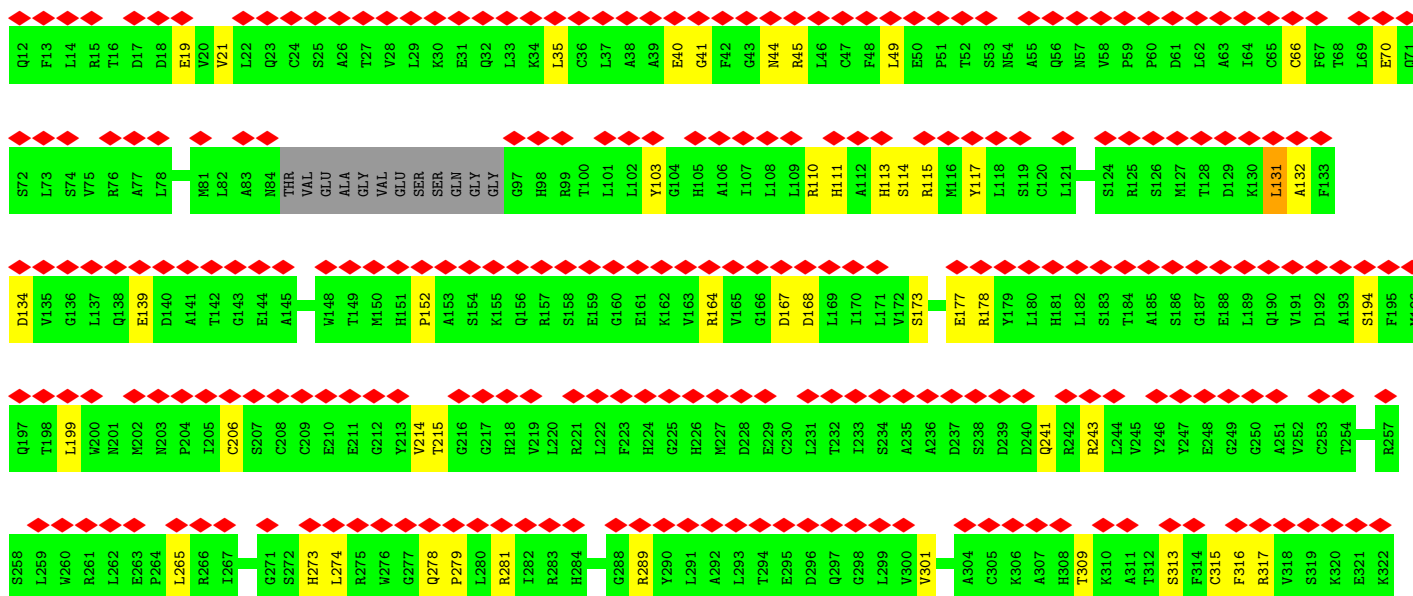 Q12 F13 L14 R15 T16 D17 D18 E19 V20 V21 L22 Q23 C24 S25 A26 T27 V28 L29 K30 E31 Q32 L33 K34 L35 C36 L37 A38 A39 E40 G41 F42 G43 N44 R45 L46 C47 F48 L49 E50 P51 T52 S53 N54 A55 Q56 N57 V58 P59 P60 D61 L62 A63 I64 C65 C66 F67 T68 L69 E70 Q71
S72 L73 S74 V75 R76 A77 L78 M81 L82 A83 N84 THR VAL GLU ALA GLY VAL GLU SER SER GLN GLY GLY G97 H98 R99 T100 L101 L102 Y103 G104 H105 A106 I107 L108 L109 R110 H111 A112 H113 S114 R115 M116 Y117 L118 S119 C120 L121 S124 R125 S126 M127 T128 D129 K130 L131 A132 F133
D134 V135 G136 L137 Q138 E139 D140 A141 T142 G143 E144 A145 W148 T149 M150 H151 P152 A153 S154 K155 Q156 R157 S158 E159 G160 E161 K162 V163 R164 V165 G166 D167 D168 L169 I170 L171 V172 S173 E177 R178 Y179 L180 H181 L182 S183 T184 A185 S186 G187 E188 L189 Q190 V191 D192 A193 S194 F195
Q197 T198 L199 W200 N201 M202 N203 P204 I205 C206 S207 C208 C209 E210 E211 G212 Y213 V214 T215 G216 G217 H218 V219 L220 R221 L222 F223 H224 G225 H226 M227 D228 E229 C230 L231 T232 I233 S234 A235 A236 D237 S238 D239 D240 Q241 R242 R243 L244 V245 Y246 Y247 E248 G249 G250 A251 V252 C253 T254 R257
S258 L259 W260 R261 L262 E263 P264 L265 R266 I267 G271 S272 H273 L274 R275 W276 G277 Q278 P279 L280 R281 I282 R283 H284 G288 R289 Y290 L291 A292 L293 T294 E295 D296 Q297 G298 L299 V300 V301 A304 C305 K306 A307 H308 T309 K310 A311 T312 S313 F314 C315 F316 R317 V318 S319 K320 E321 K322